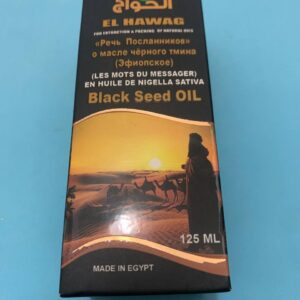 الحواج
EL HAWAG
FOR EXTRACTION & PACKING OF NATURAL OILS
«Речь Посланников»
о масле чёрного тмина
(Эфиопское)
(LES MOTS DU MESSAGER)
EN HUILE DE NIGELLA SATIVA
Black Seed OIL
125 ML
MADE IN EGYPT